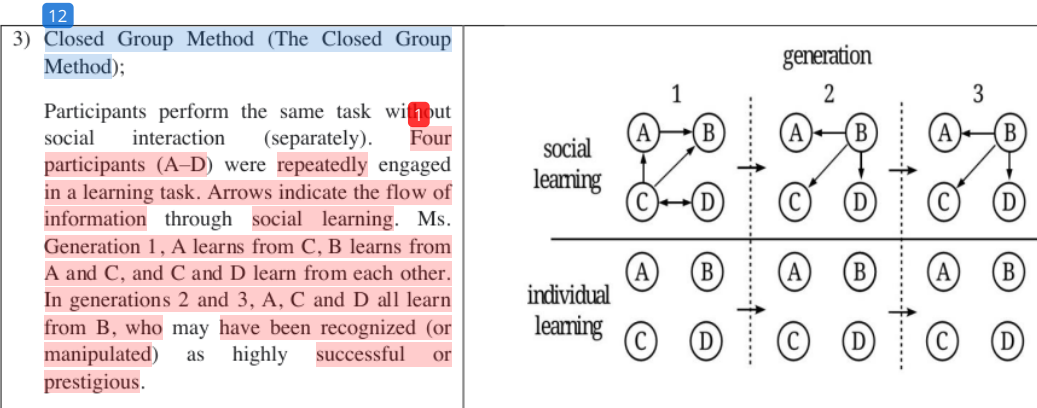 12
3) Closed Group Method (The Closed Group
Method);
Participants perform the same task without
1
social interaction (separately). Four
participants (A–D) were repeatedly engaged
in a learning task. Arrows indicate the flow of
information through social learning. Ms.
Generation 1, A learns from C, B learns from
A and C, and C and D learn from each other.
In generations 2 and 3, A, C and D all learn
from B, who may have been recognized (or
manipulated) as highly successful or
prestigious.
generation
1 2 3
social
learning
A B A B A B
C D C D C D
individual
learning
A B A B A B
C D C D C D